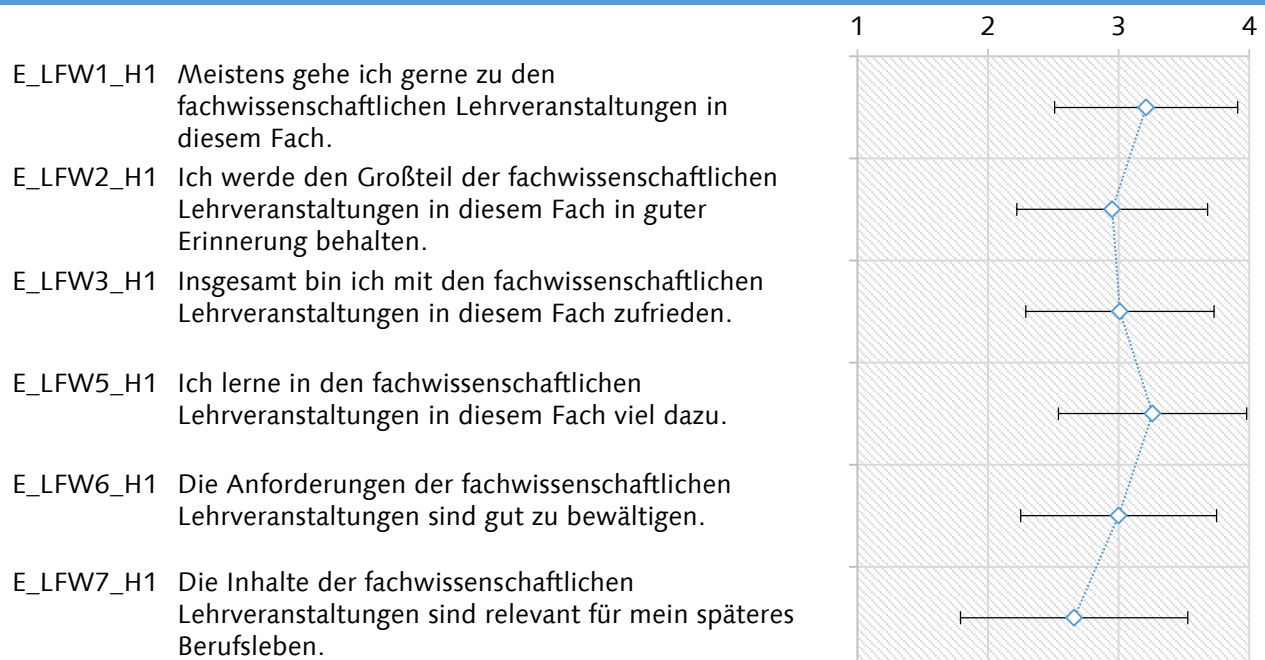 1 2 3 4
E_LFW1_H1 Meistens gehe ich gerne zu den
fachwissenschaftlichen Lehrveranstaltungen in
diesem Fach.
E_LFW2_H1 Ich werde den Großteil der fachwissenschaftlichen
Lehrveranstaltungen in diesem Fach in guter
Erinnerung behalten.
E_LFW3_H1 Insgesamt bin ich mit den fachwissenschaftlichen
Lehrveranstaltungen in diesem Fach zufrieden.
E_LFW5_H1 Ich lerne in den fachwissenschaftlichen
Lehrveranstaltungen in diesem Fach viel dazu.
E_LFW6_H1 Die Anforderungen der fachwissenschaftlichen
Lehrveranstaltungen sind gut zu bewältigen.
E_LFW7_H1 Die Inhalte der fachwissenschaftlichen
Lehrveranstaltungen sind relevant für mein späteres
Berufsleben.